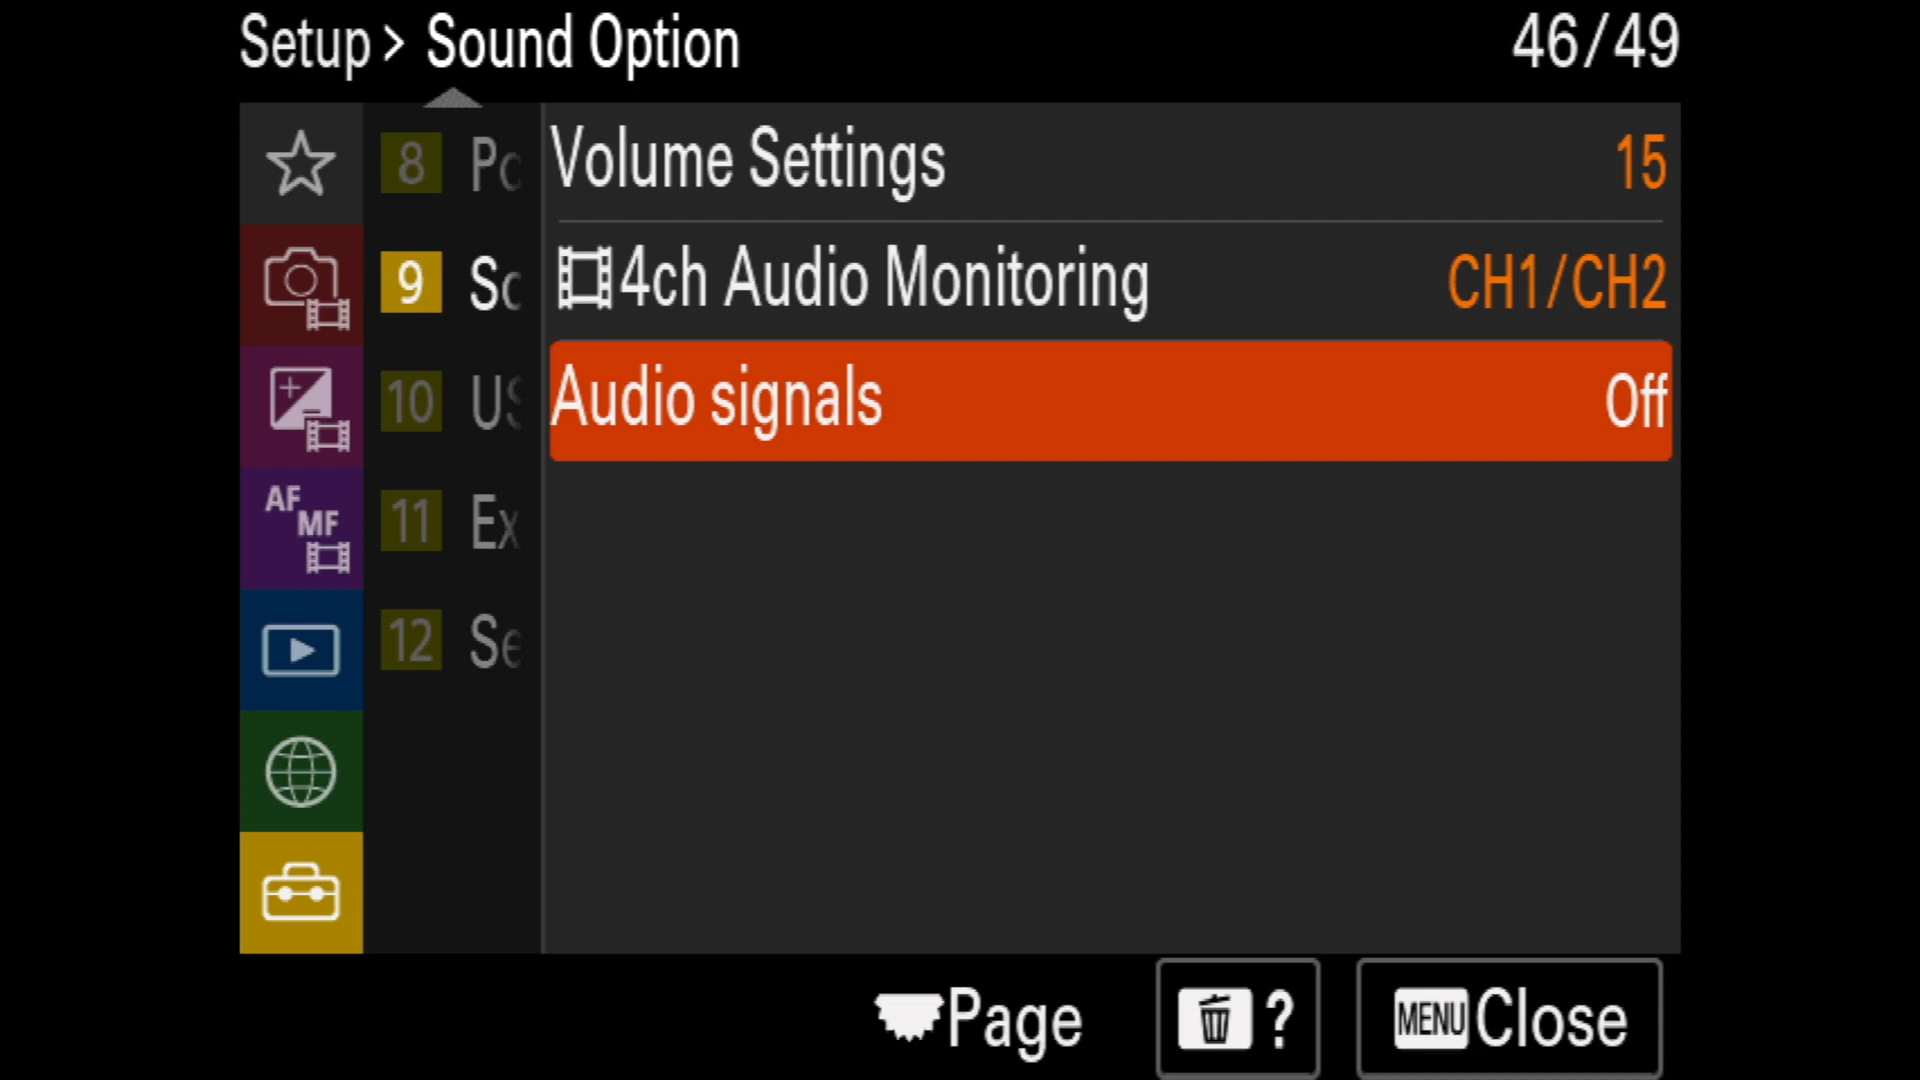 Setup > Sound Option 46/49
8
Volume Settings 15
9
4ch Audio Monitoring CH1/CH2
10
Audio signals Off
AF
MF
11
12
Page
?
MENU Close